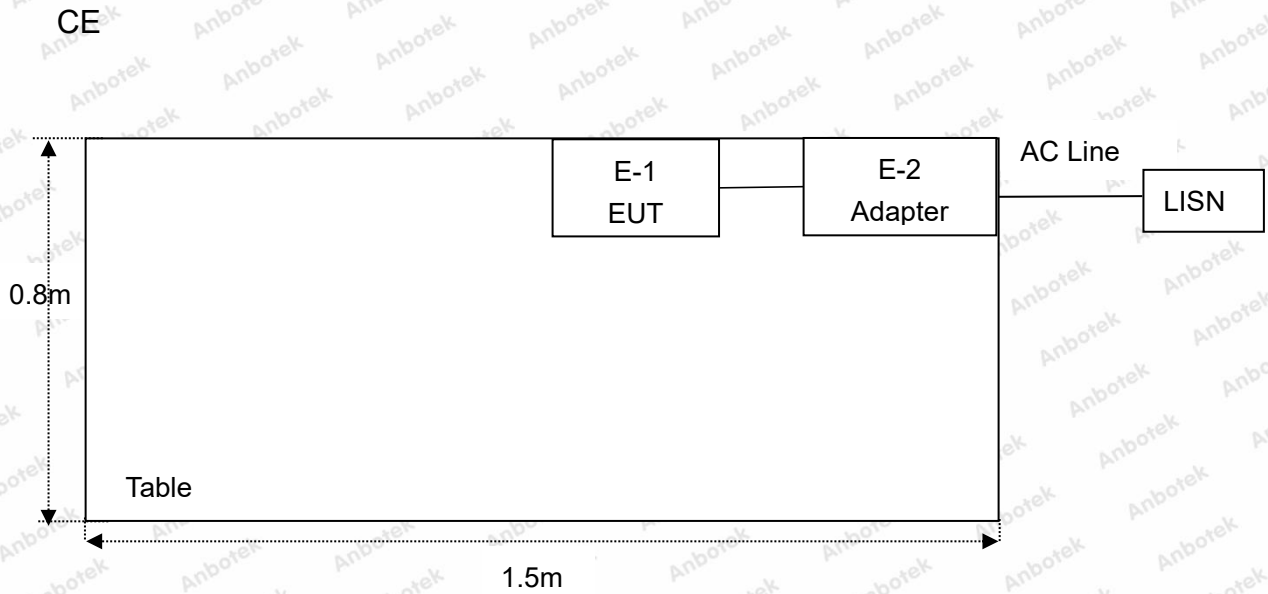 CE
E-1
EUT
E-2
Adapter
AC Line
LISN
0.8m
Table
1.5m